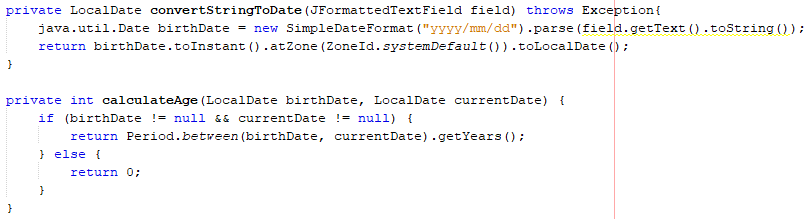 private LocalDate convertStringToDate(JFormattedTextField field) throws Exception{
    java.util.Date birthDate = new SimpleDateFormat("yyyy/mm/dd").parse(field.getText().toString());
    return birthDate.toInstant().atZone(ZoneId.systemDefault()).toLocalDate();
}

private int calculateAge(LocalDate birthDate, LocalDate currentDate) {
    if (birthDate != null && currentDate != null) {
        return Period.between(birthDate, currentDate).getYears();
    } else {
        return 0;
    }
}